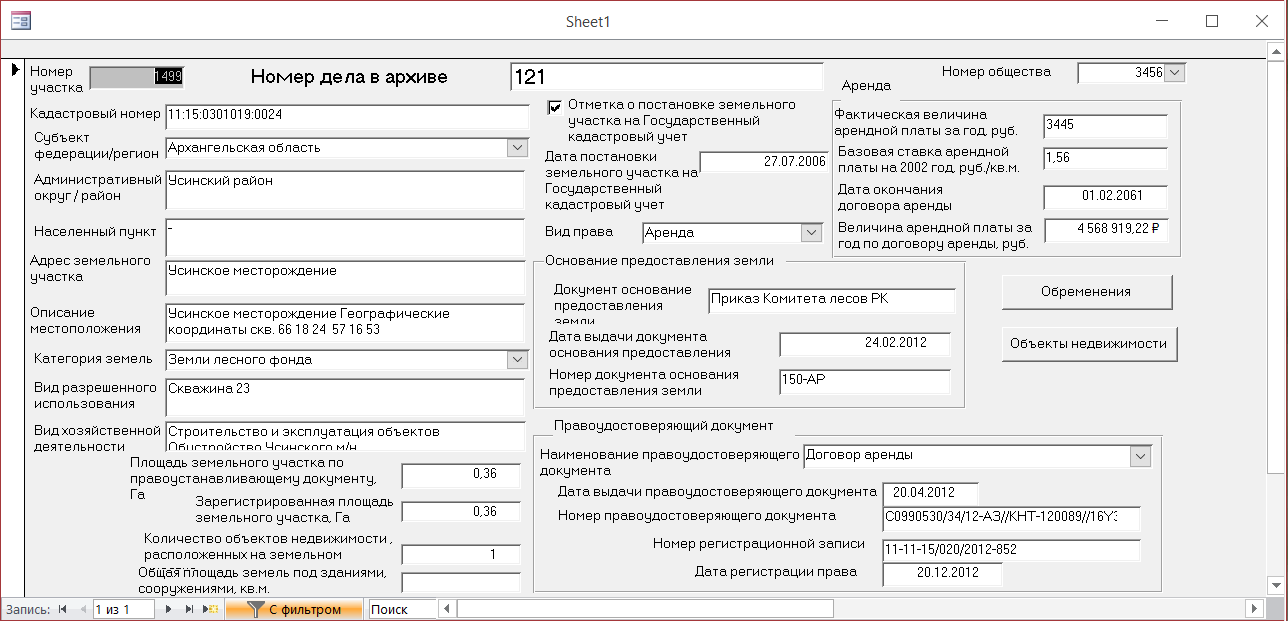 Sheet1
Номер участка
1499
Номер дела в архиве
121
Номер общества
3456
Кадастровый номер
11:15:0301019:0024
Субъект федерации/регион
Архангельская область
Административный округ / район
Усинский район
Населенный пункт
-
Адрес земельного участка
Усинское месторождение
Описание местоположения
Усинское месторождение Географические
координаты скв. 66 18 24 57 16 53
Категория земель
Земли лесного фонда
Вид разрешенного использования
Скважина 23
Вид хозяйственной деятельности
Строительство и эксплуатация объектов
Обустройство Усинского м/н
Площадь земельного участка по
правоустанавливающему документу,
Га
0,36
Зарегистрированная площадь
земельного участка, Га
0,36
Количество объектов недвижимости ,
расположенных на земельном
1
Общая площадь земель под зданиями,
сооружениями, кв.м.
Отметка о постановке земельного
участка на Государственный
кадастровый учет
Дата постановки
земельного участка на
Государственный
кадастровый учет
27.07.2006
Вид права
Аренда
Основание предоставления земли
Документ основание
предоставления
земли
Приказ Комитета лесов РК
Дата выдачи документа
основания предоставления
24.02.2012
Номер документа основания
предоставления земли
150-АР
Правоудостоверяющий документ
Наименование правоудостоверяющего
документа
Договор аренды
Дата выдачи правоудостоверяющего документа
20.04.2012
Номер правоудостоверяющего документа
С0990530/34/12-АЗ//КНТ-120089//16У3
Номер регистрационной записи
11-11-15/020/2012-852
Дата регистрации права
20.12.2012
Аренда
Фактическая величина
арендной платы за год, руб.
3445
Базовая ставка арендной
платы на 2002 год, руб./кв.м.
1,56
Дата окончания
договора аренды
01.02.2061
Величина арендной платы за
год по договору аренды, руб.
4 568 919,22 ₽
Обременения
Объекты недвижимости
Запись:
1 из 1
С фильтром
Поиск